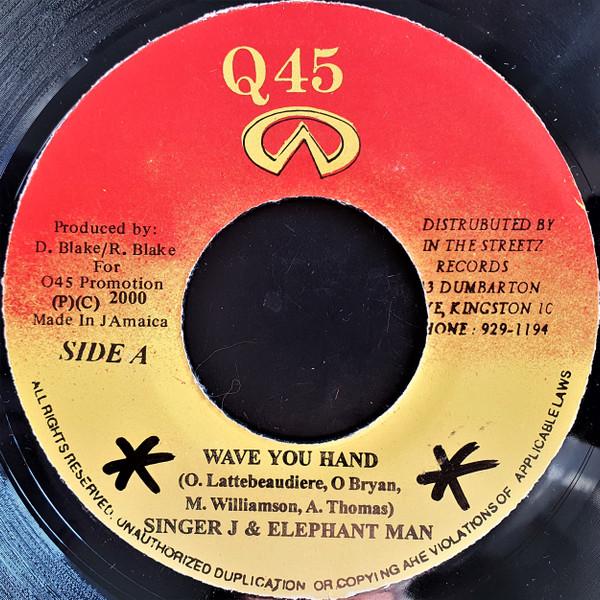 Q45
Produced by:
D. Blake/R. Blake
For
Q45 Promotion
(P)(C) 2000
Made In JAmaica
SIDE A
DISTRUBUTED BY
IN THE STREETZ
RECORDS
3 DUMBARTON
KINGSTON 10
PHONE : 929-1194
WAVE YOU HAND
(O. Lattebeaudiere, O Bryan,
M. Williamson, A. Thomas)
SINGER J & ELEPHANT MAN
ALL RIGHTS RESERVED. UNAUTHORIZED DUPLICATION OR COPYING ARE VIOLATIONS OF APPLICABLE LAWS